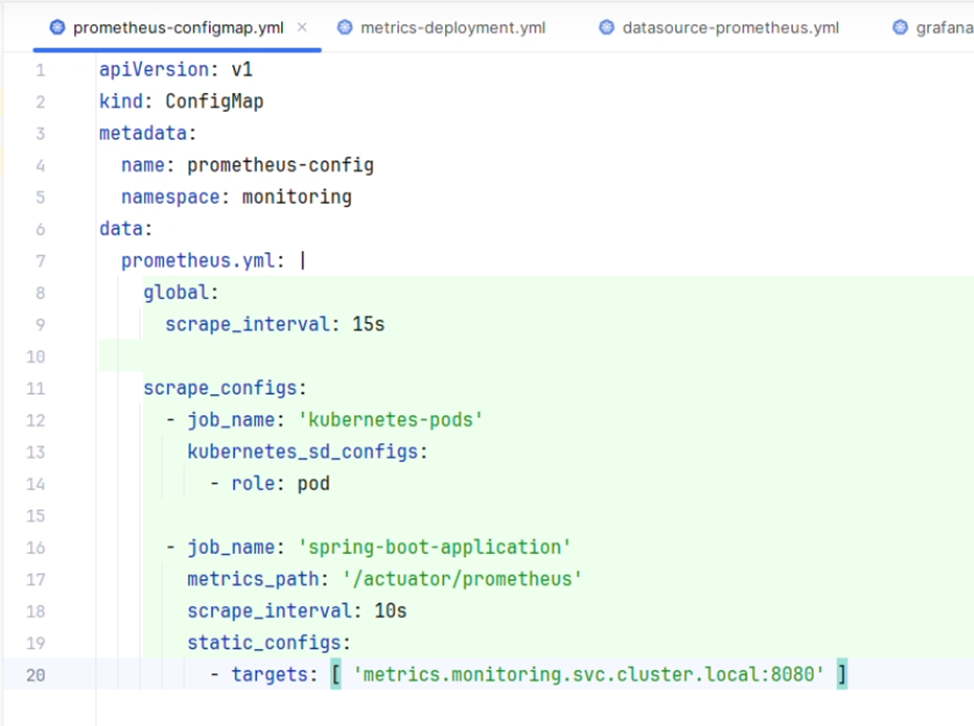 prometheus-configmap.yml × metrics-deployment.yml datasource-prometheus.yml grafana
1 apiVersion: v1
2 kind: ConfigMap
3 metadata:
4   name: prometheus-config
5   namespace: monitoring
6 data:
7   prometheus.yml: |
8     global:
9       scrape_interval: 15s
10
11     scrape_configs:
12       - job_name: 'kubernetes-pods'
13         kubernetes_sd_configs:
14           - role: pod
15
16       - job_name: 'spring-boot-application'
17         metrics_path: '/actuator/prometheus'
18         scrape_interval: 10s
19         static_configs:
20           - targets: [ 'metrics.monitoring.svc.cluster.local:8080' ]